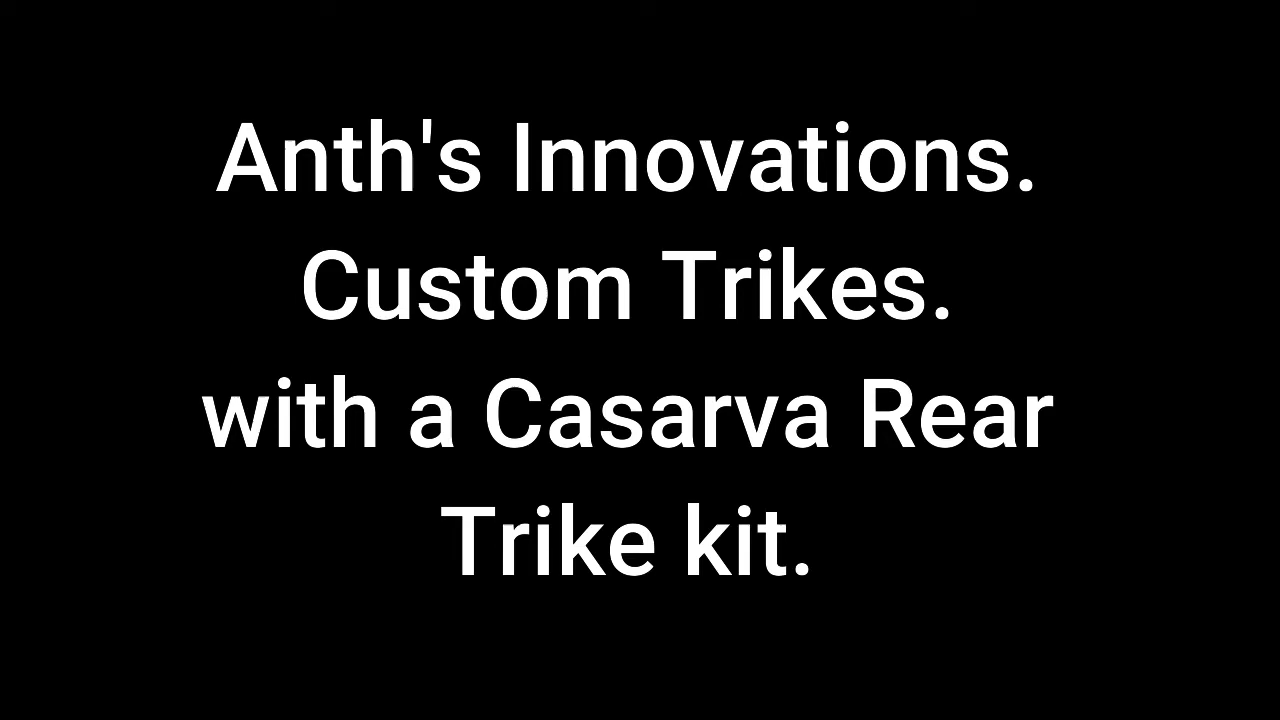 Anth's Innovations.
Custom Trikes.
with a Casarva Rear
Trike kit.